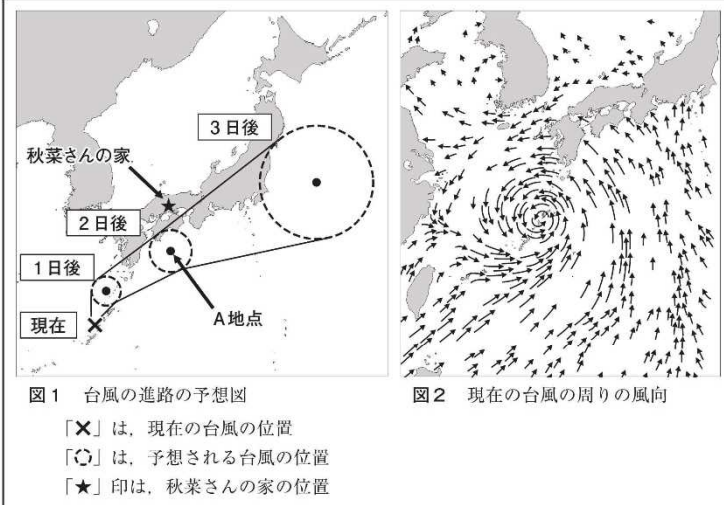 3日後
秋菜さんの家
2日後
1日後
現在
A地点
図1 台風の進路の予想図
「✕」は，現在の台風の位置
「◌」は，予想される台風の位置
「★」印は，秋菜さんの家の位置
図2 現在の台風の周りの風向